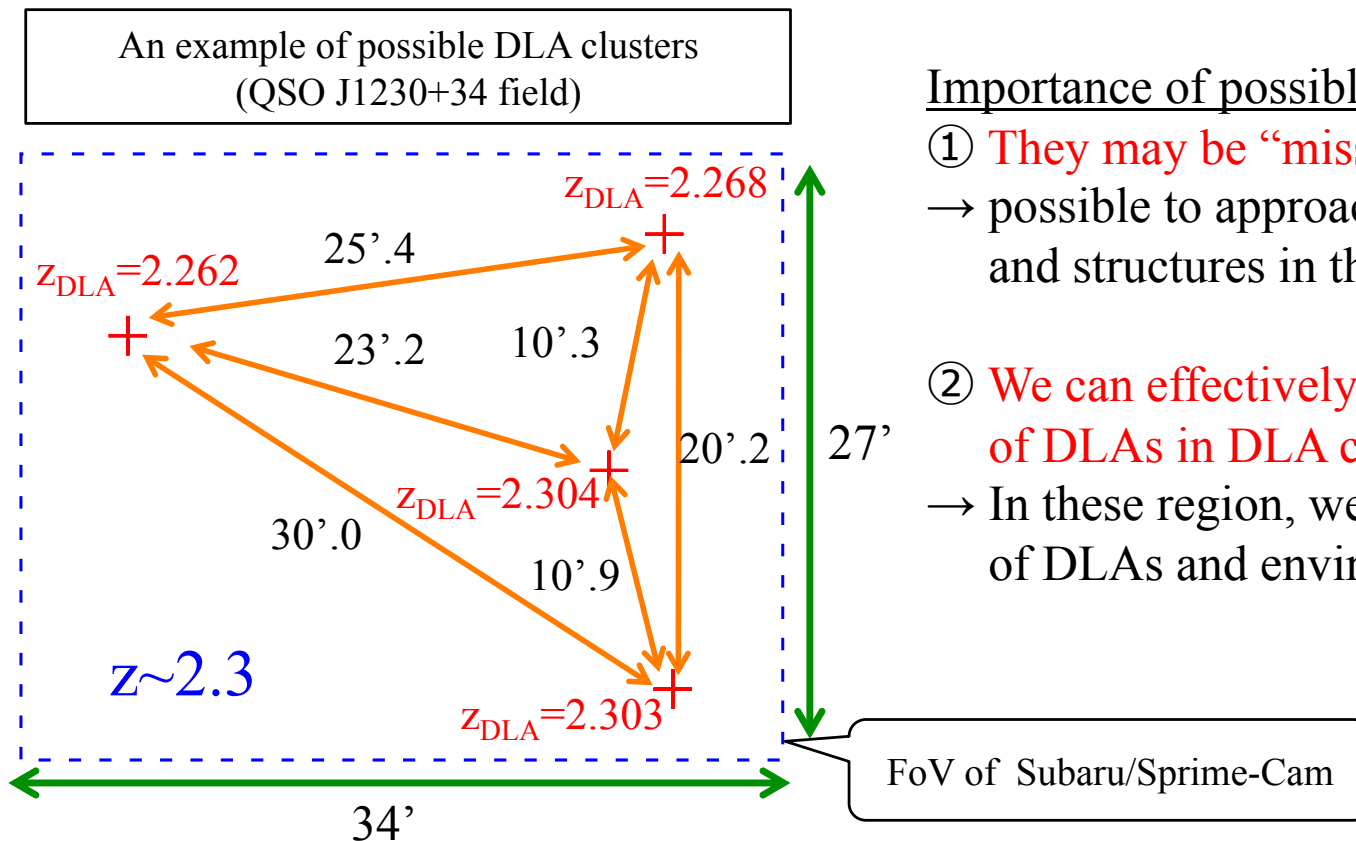 An example of possible DLA clusters
(QSO J1230+34 field)
z_DLA=2.268
25’.4
z_DLA=2.262
23’.2
10’.3
20’.2
27’
z_DLA=2.304
30’.0
10’.9
z~2.3
z_DLA=2.303
34’
FoV of Subaru/Sprime-Cam
Importance of possibl
① They may be “miss
→ possible to approac
and structures in th
② We can effectively
of DLAs in DLA c
→ In these region, we
of DLAs and envir